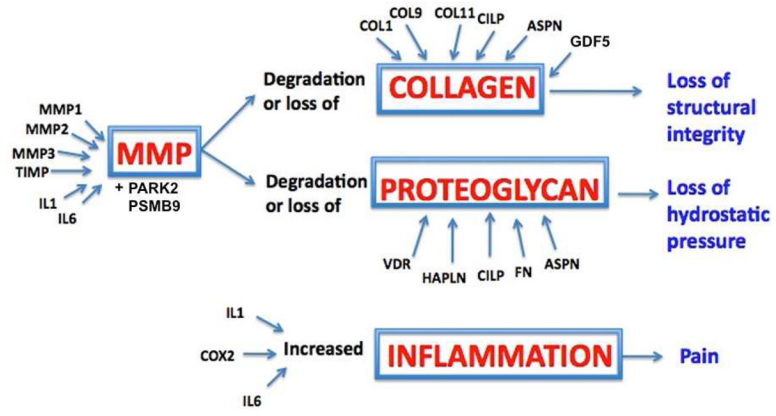 COL1
COL9
COL11
CILP
ASPN
GDF5
Degradation
or loss of
COLLAGEN
Loss of
structural
integrity
MMP1
MMP2
MMP3
TIMP
IL1
IL6
MMP
+ PARK2
PSMB9
Degradation
or loss of
PROTEOGLYCAN
Loss of
hydrostatic
pressure
VDR
HAPLN
CILP
FN
ASPN
IL1
COX2
IL6
Increased
INFLAMMATION
Pain